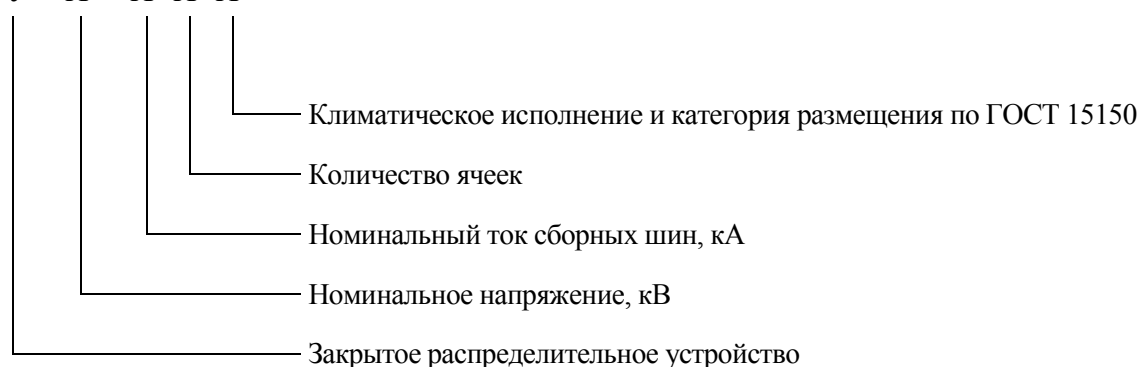 Климатическое исполнение и категория размещения по ГОСТ 15150
Количество ячеек
Номинальный ток сборных шин, кА
Номинальное напряжение, кВ
Закрытое распределительное устройство